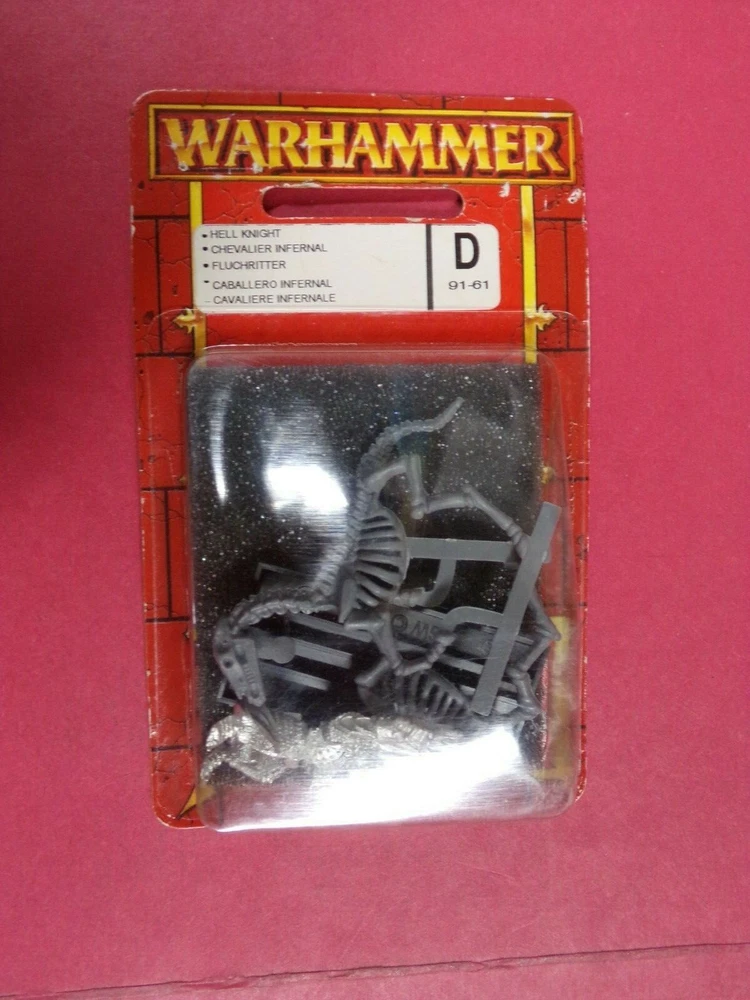 WARHAMMER
• HELL KNIGHT
• CHEVALIER INFERNAL
• FLUCHRITTER
- CABALLERO INFERNAL
- CAVALIERE INFERNALE
D
91-61